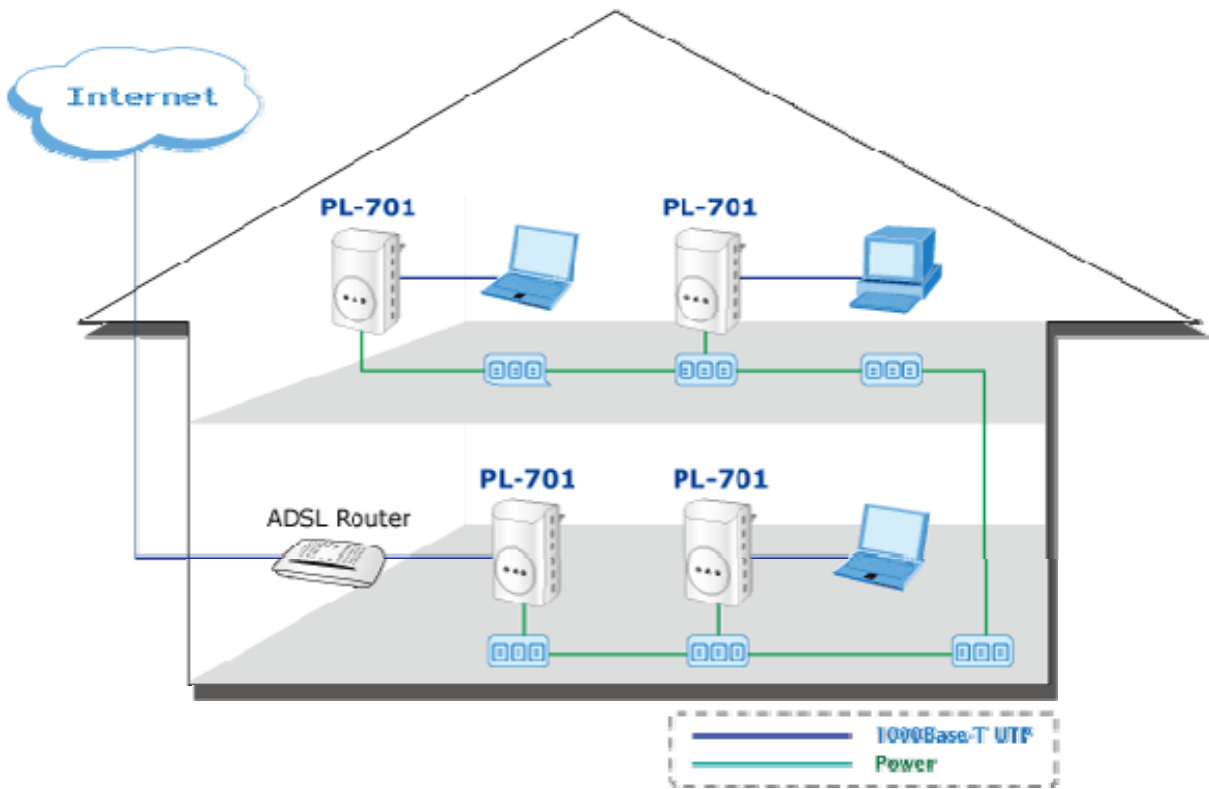 Internet
PL-701
PL-701
PL-701
PL-701
ADSL Router
1000Base-T UTP
Power